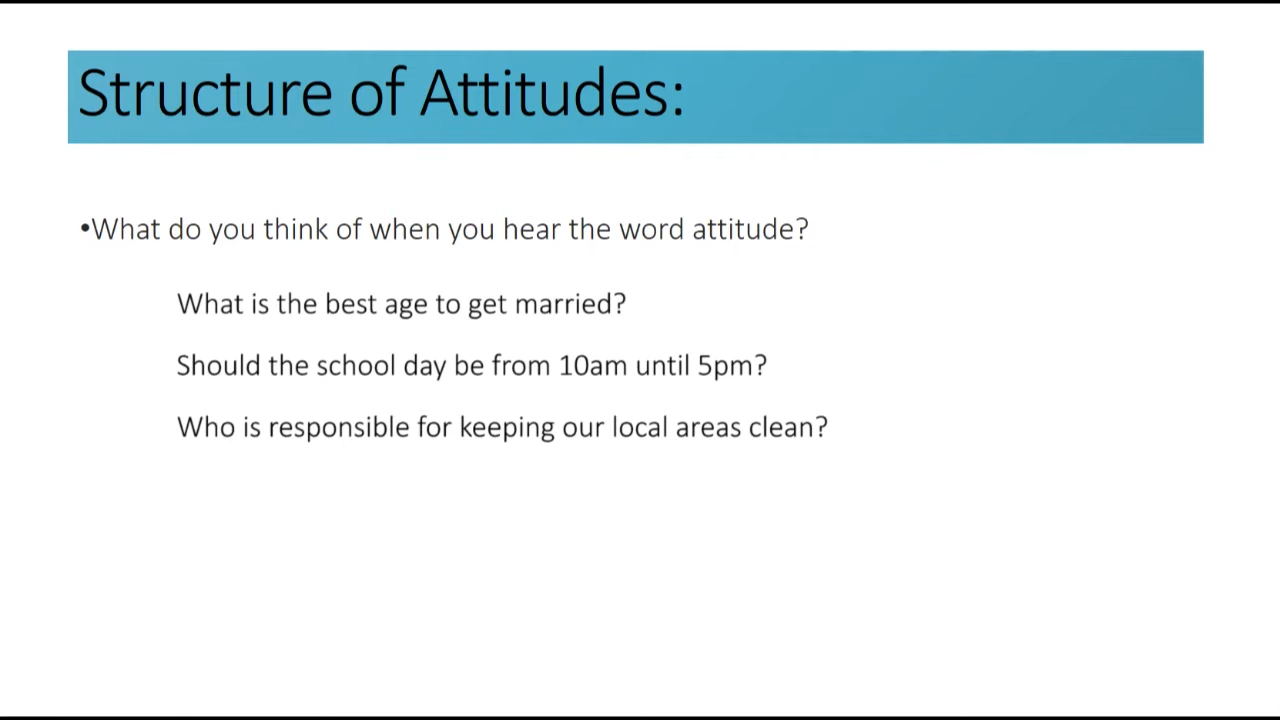 Structure of Attitudes:
•What do you think of when you hear the word attitude?
What is the best age to get married?
Should the school day be from 10am until 5pm?
Who is responsible for keeping our local areas clean?